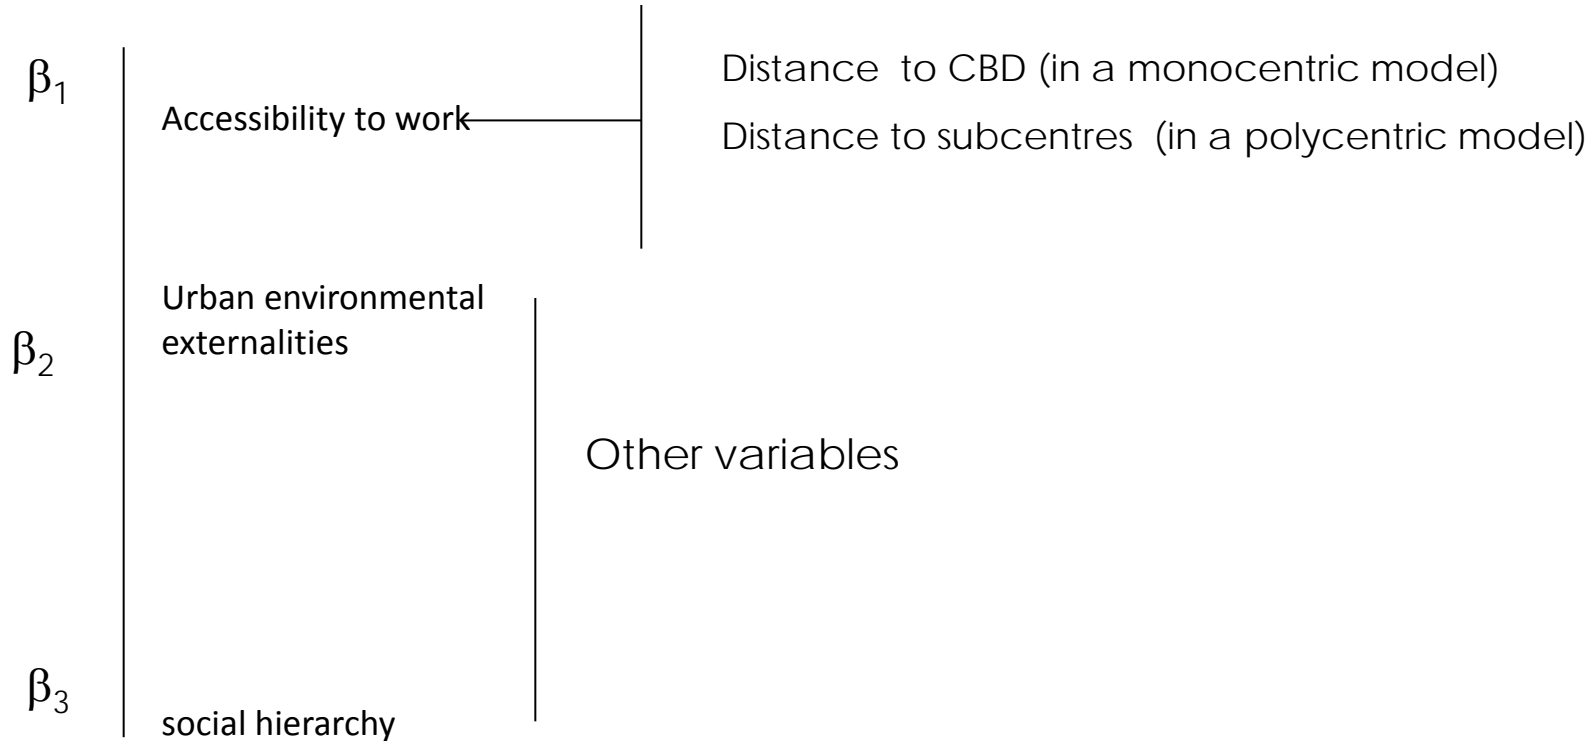 β1
Accessibility to work
Distance to CBD (in a monocentric model)
Distance to subcentres (in a polycentric model)
β2
Urban environmental
externalities
Other variables
β3
social hierarchy